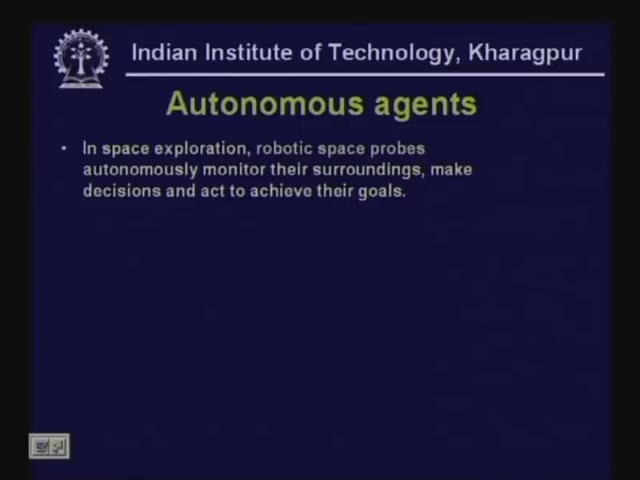 Indian Institute of Technology, Kharagpur
Autonomous agents
• In space exploration, robotic space probes
autonomously monitor their surroundings, make
decisions and act to achieve their goals.